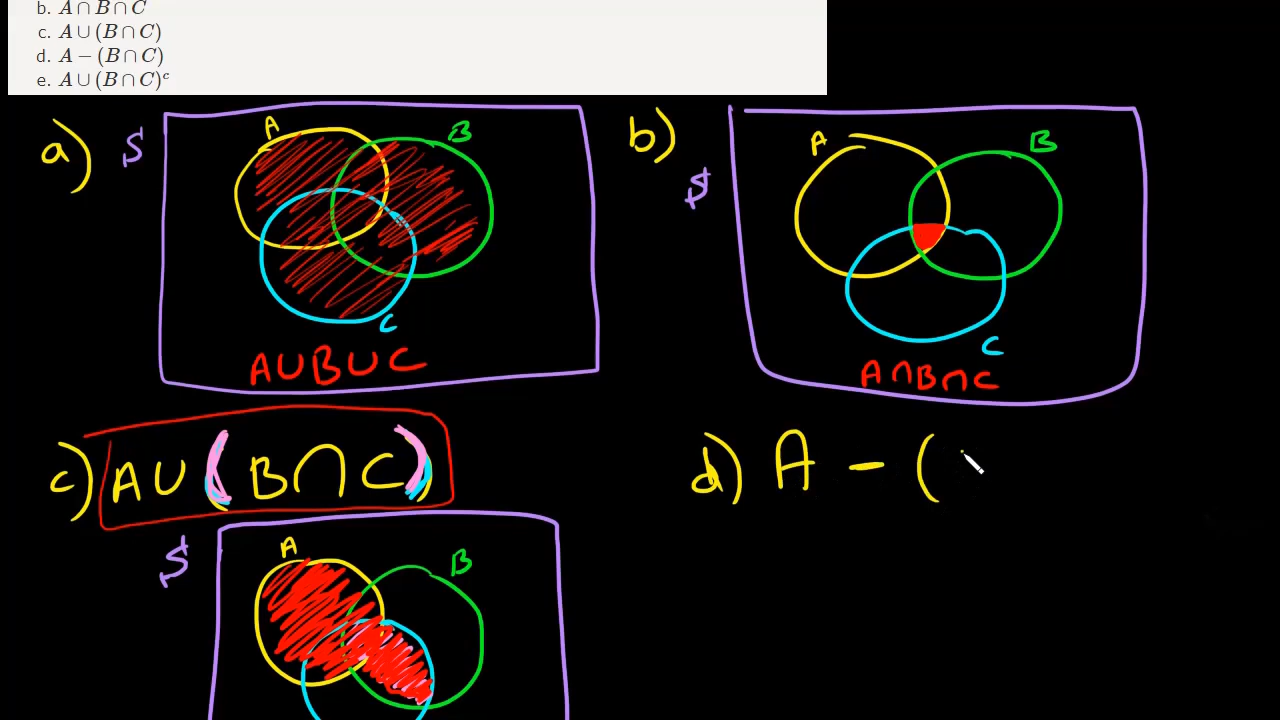 b. A ∩ B ∩ C
c. A ∪ (B ∩ C)
d. A − (B ∩ C)
e. A ∪ (B ∩ C)ᶜ
a) S A B C
A ∪ B ∪ C
b) S A B C
A ∩ B ∩ C
c) A ∪ (B ∩ C)
d) A − (
S A B